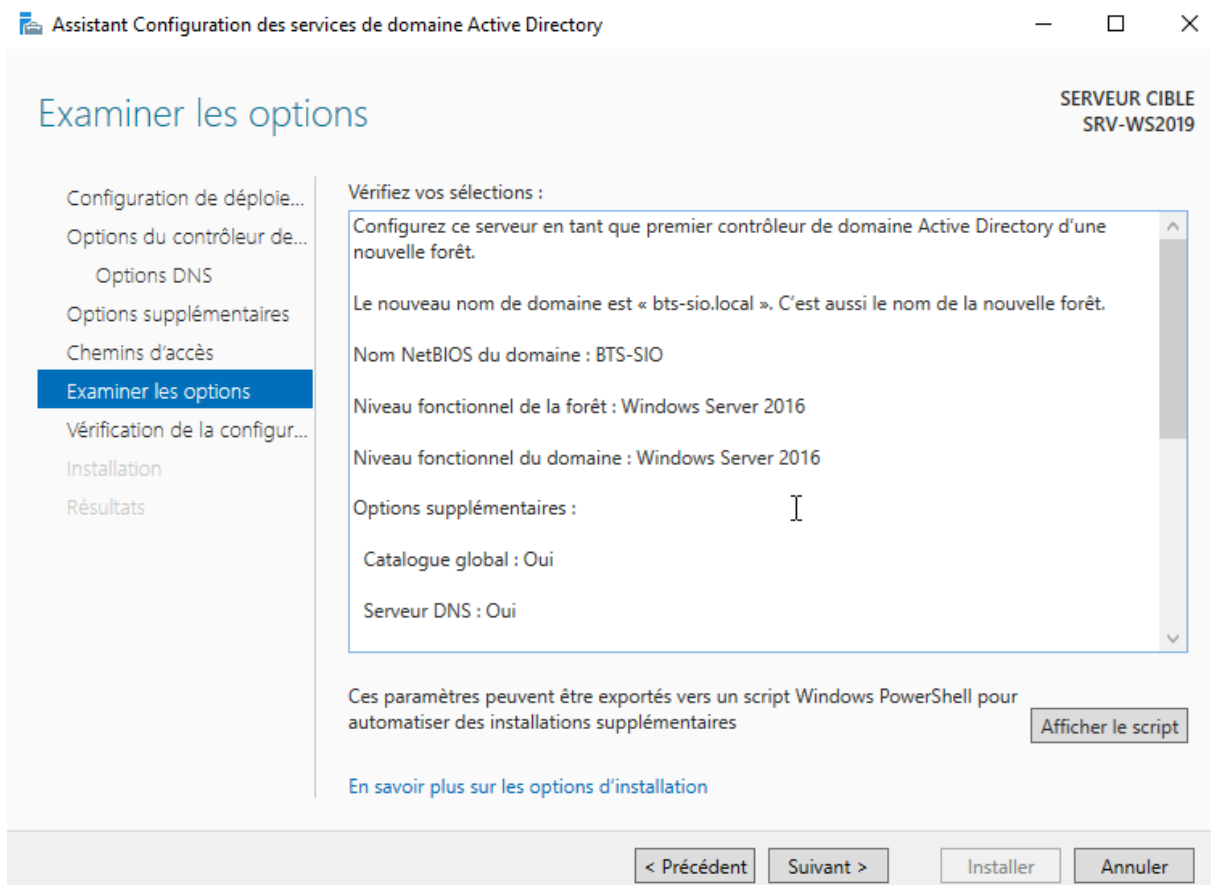 Assistant Configuration des services de domaine Active Directory
Examiner les options
SERVEUR CIBLE
SRV-WS2019
Configuration de déploie...
Options du contrôleur de...
Options DNS
Options supplémentaires
Chemins d'accès
Examiner les options
Vérification de la configur...
Installation
Résultats
Vérifiez vos sélections :
Configurez ce serveur en tant que premier contrôleur de domaine Active Directory d'une
nouvelle forêt.
Le nouveau nom de domaine est « bts-sio.local ». C'est aussi le nom de la nouvelle forêt.
Nom NetBIOS du domaine : BTS-SIO
Niveau fonctionnel de la forêt : Windows Server 2016
Niveau fonctionnel du domaine : Windows Server 2016
Options supplémentaires :
Catalogue global : Oui
Serveur DNS : Oui
Ces paramètres peuvent être exportés vers un script Windows PowerShell pour
automatiser des installations supplémentaires
Afficher le script
En savoir plus sur les options d'installation
< Précédent
Suivant >
Installer
Annuler